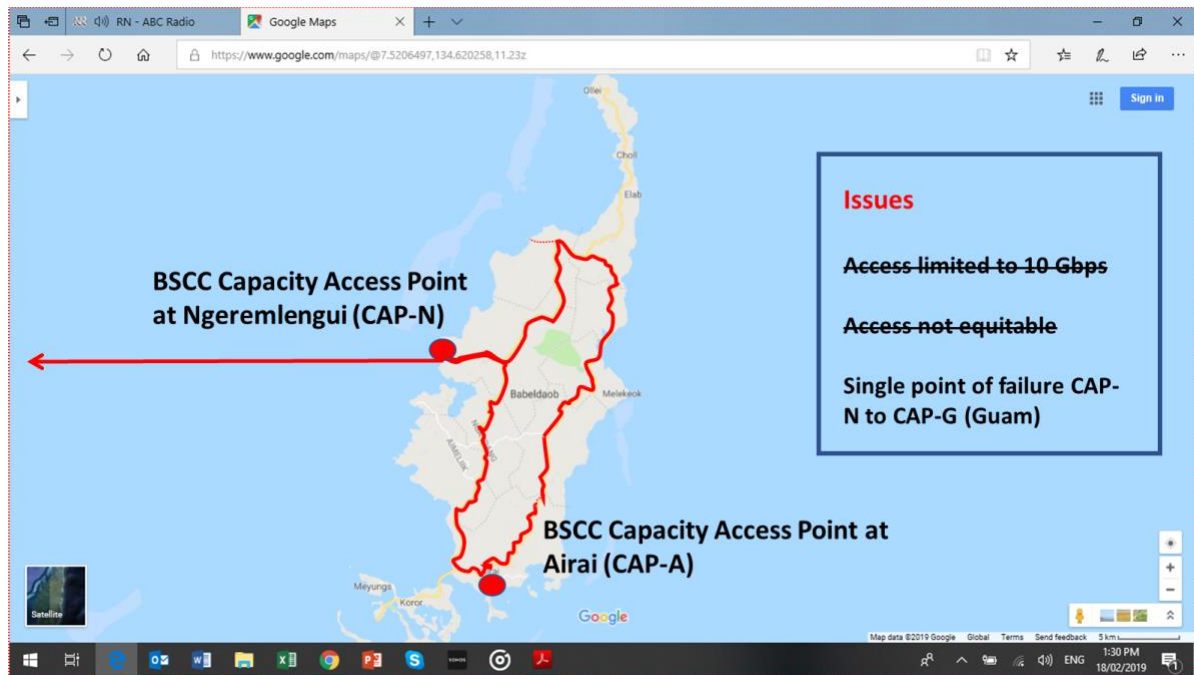 RN - ABC Radio
Google Maps
https://www.google.com/maps/@7.5206497,134.620258,11.23z
Sign in
Ollei
Choll
Elab
Issues
Access limited to 10 Gbps
Access not equitable
Single point of failure CAP-
N to CAP-G (Guam)
BSCC Capacity Access Point
at Ngeremlengui (CAP-N)
Babeldaob
Melekeok
AIMELIIK
BSCC Capacity Access Point at
Airai (CAP-A)
Meyungs
Koror
Satellite
Google
Map data ©2019 Google Global Terms Send feedback 5 km
SONOS
ENG
1:30 PM
18/02/2019